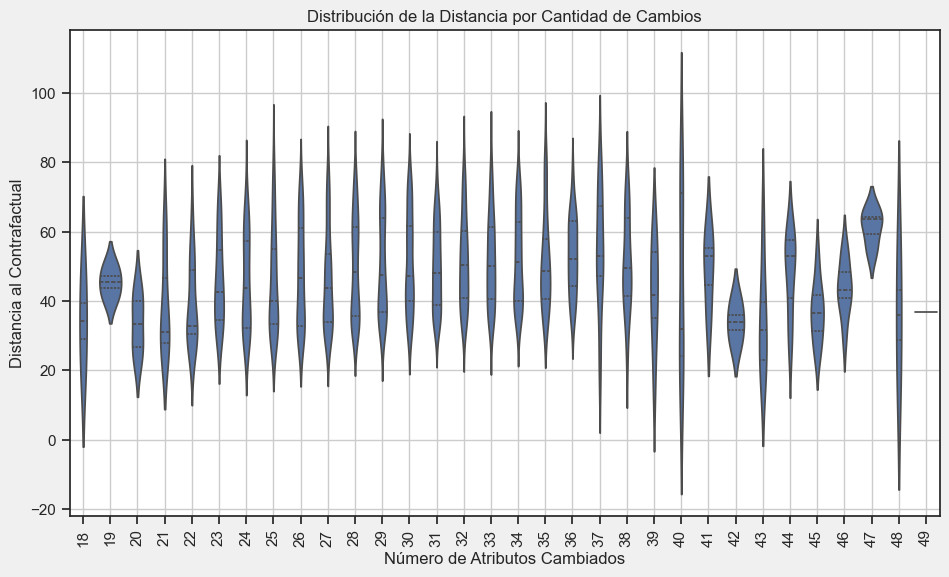 Distribución de la Distancia por Cantidad de Cambios
Distancia al Contrafactual
100
80
60
40
20
0
−20
18 19 20 21 22 23 24 25 26 27 28 29 30 31 32 33 34 35 36 37 38 39 40 41 42 43 44 45 46 47 48 49
Número de Atributos Cambiados